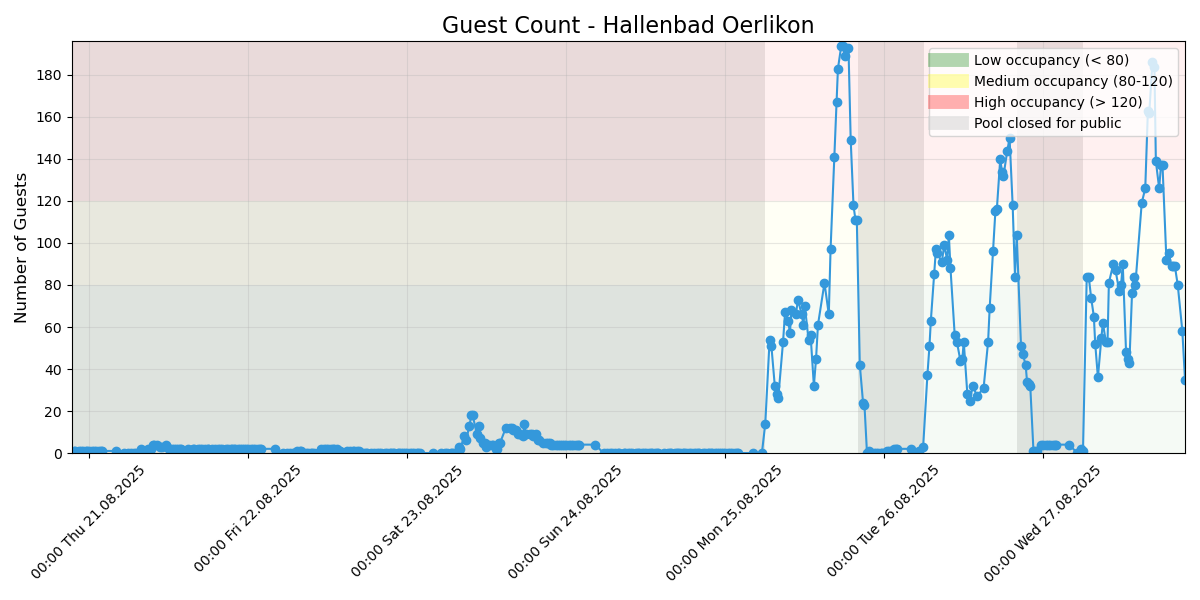 Guest Count - Hallenbad Oerlikon
Number of Guests
180
160
140
120
100
80
60
40
20
0
Low occupancy (< 80)
Medium occupancy (80-120)
High occupancy (> 120)
Pool closed for public
00:00 Thu 21.08.2025
00:00 Fri 22.08.2025
00:00 Sat 23.08.2025
00:00 Sun 24.08.2025
00:00 Mon 25.08.2025
00:00 Tue 26.08.2025
00:00 Wed 27.08.2025